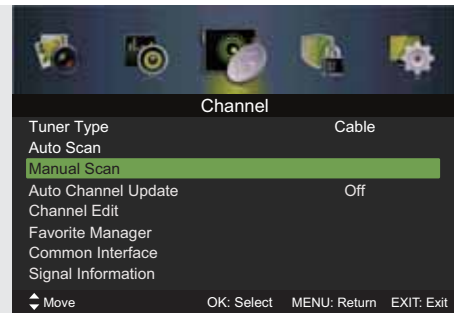 Channel
Tuner Type Cable
Auto Scan
Manual Scan
Auto Channel Update Off
Channel Edit
Favorite Manager
Common Interface
Signal Information
Move OK: Select MENU: Return EXIT: Exit